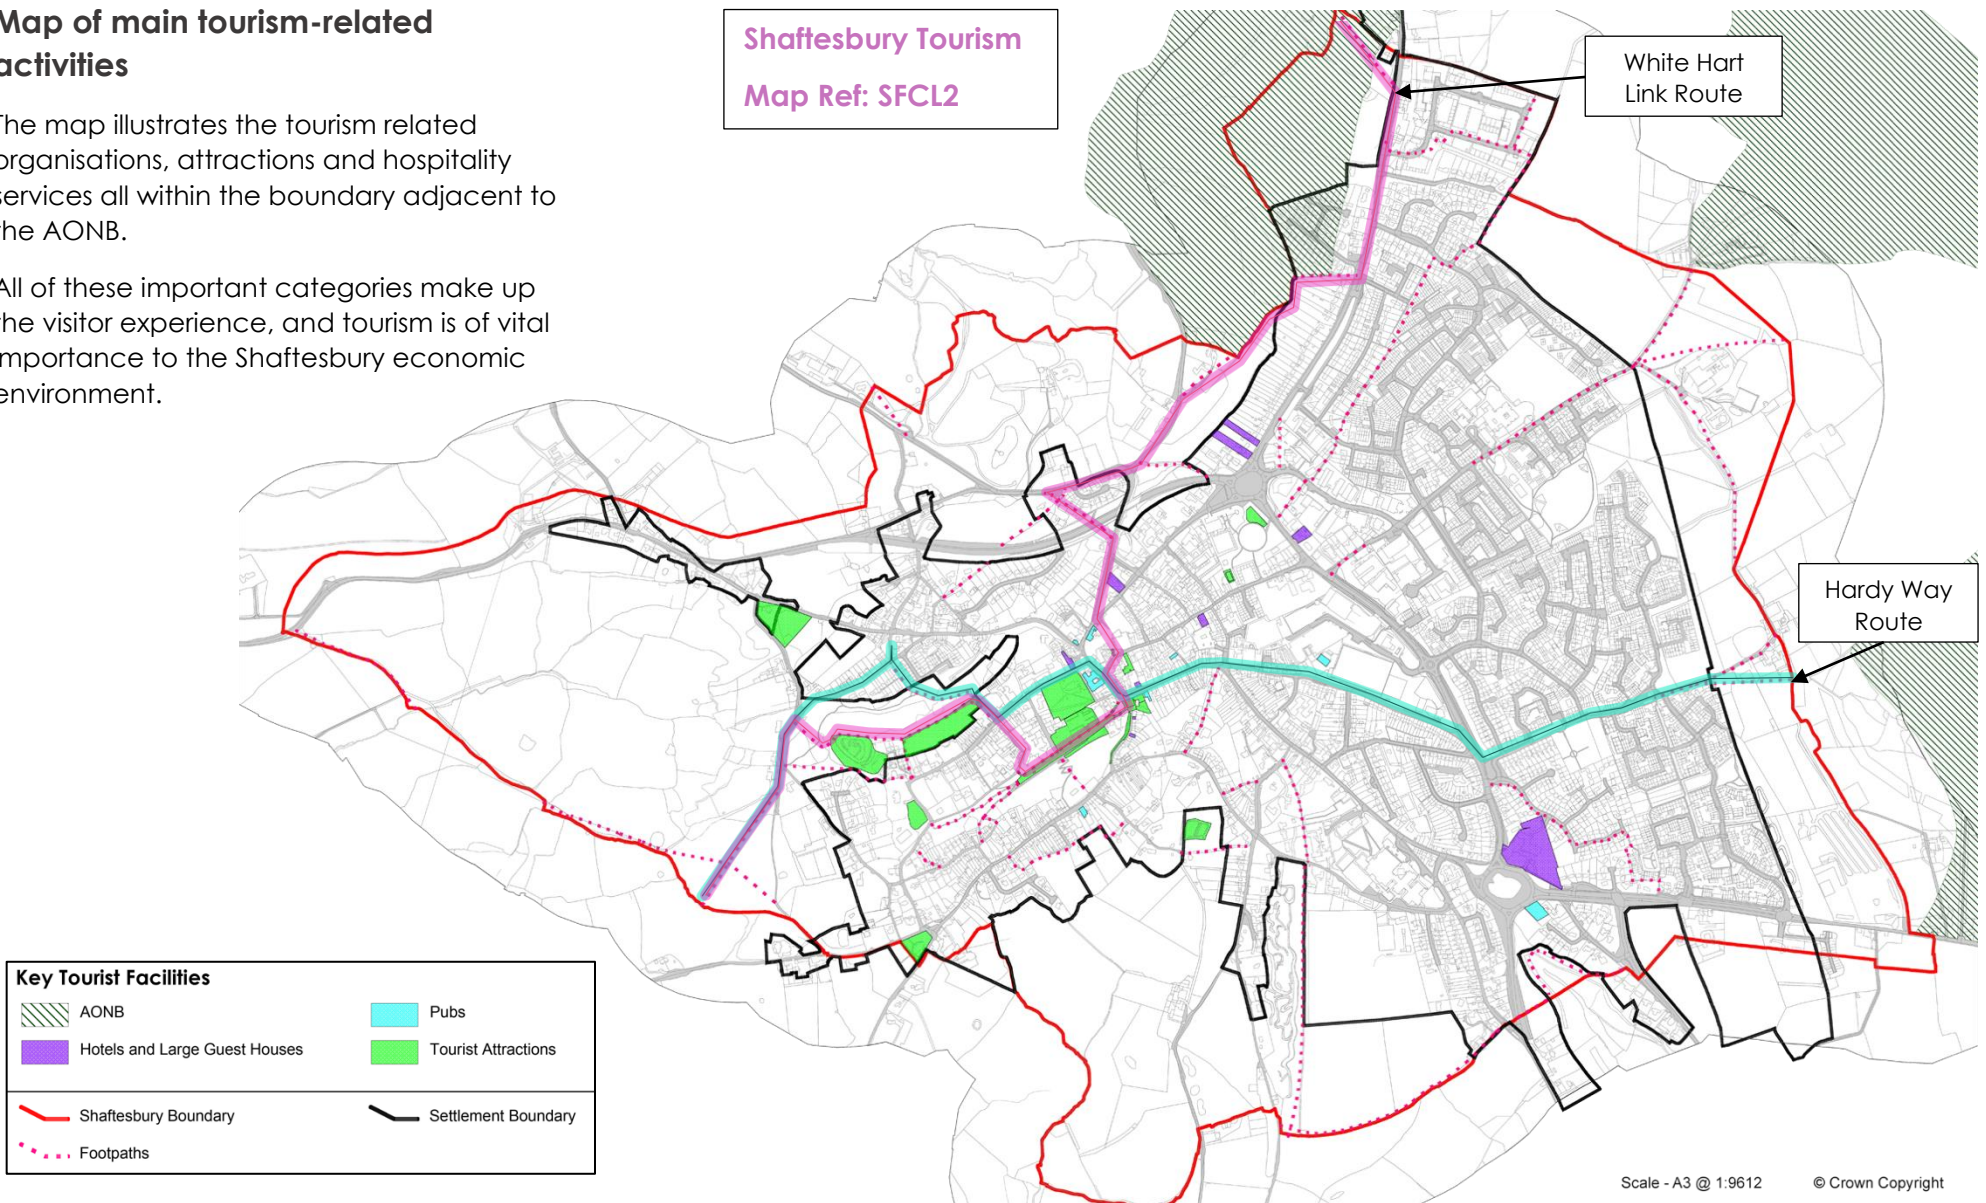 Map of main tourism-related
activities
The map illustrates the tourism related
organisations, attractions and hospitality
services all within the boundary adjacent to
the AONB.
All of these important categories make up
the visitor experience, and tourism is of vital
importance to the Shaftesbury economic
environment.
Shaftesbury Tourism
Map Ref: SFCL2
White Hart
Link Route
Hardy Way
Route
Key Tourist Facilities
AONB
Pubs
Hotels and Large Guest Houses
Tourist Attractions
Shaftesbury Boundary
Settlement Boundary
Footpaths
Scale - A3 @ 1:9612
© Crown Copyright